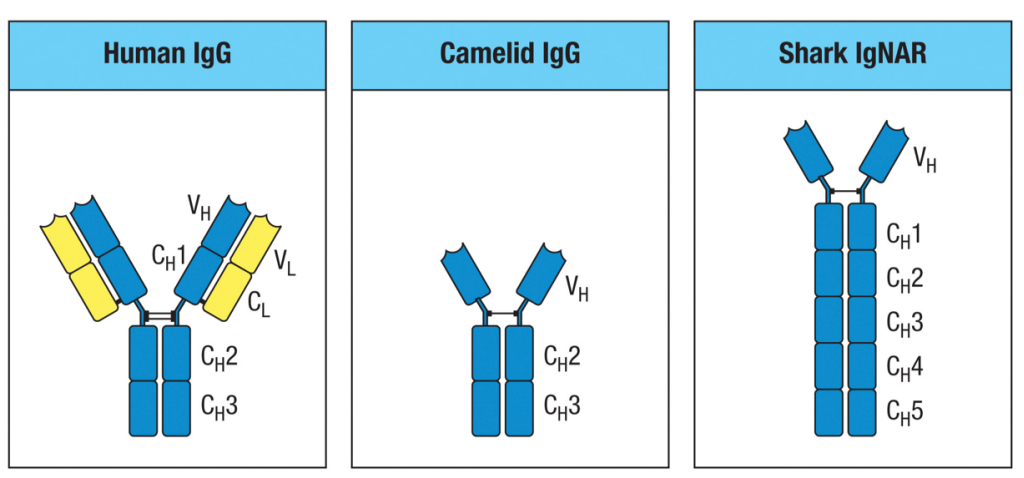 Human IgG
V_H
C_H1
V_L
C_L
C_H2
C_H3
Camelid IgG
V_H
C_H2
C_H3
Shark IgNAR
V_H
C_H1
C_H2
C_H3
C_H4
C_H5